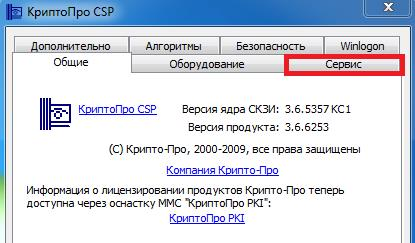 КриптоПро CSP
Дополнительно Алгоритмы Безопасность Winlogon
Общие Оборудование Сервис
КриптоПро CSP Версия ядра СКЗИ: 3.6.5357 КС1
Версия продукта: 3.6.6253
(C) Крипто-Про, 2000-2009, все права защищены
Компания Крипто-Про
Информация о лицензировании продуктов Крипто-Про теперь
доступна через оснастку ММС "КриптоПро PKI":
КриптоПро PKI